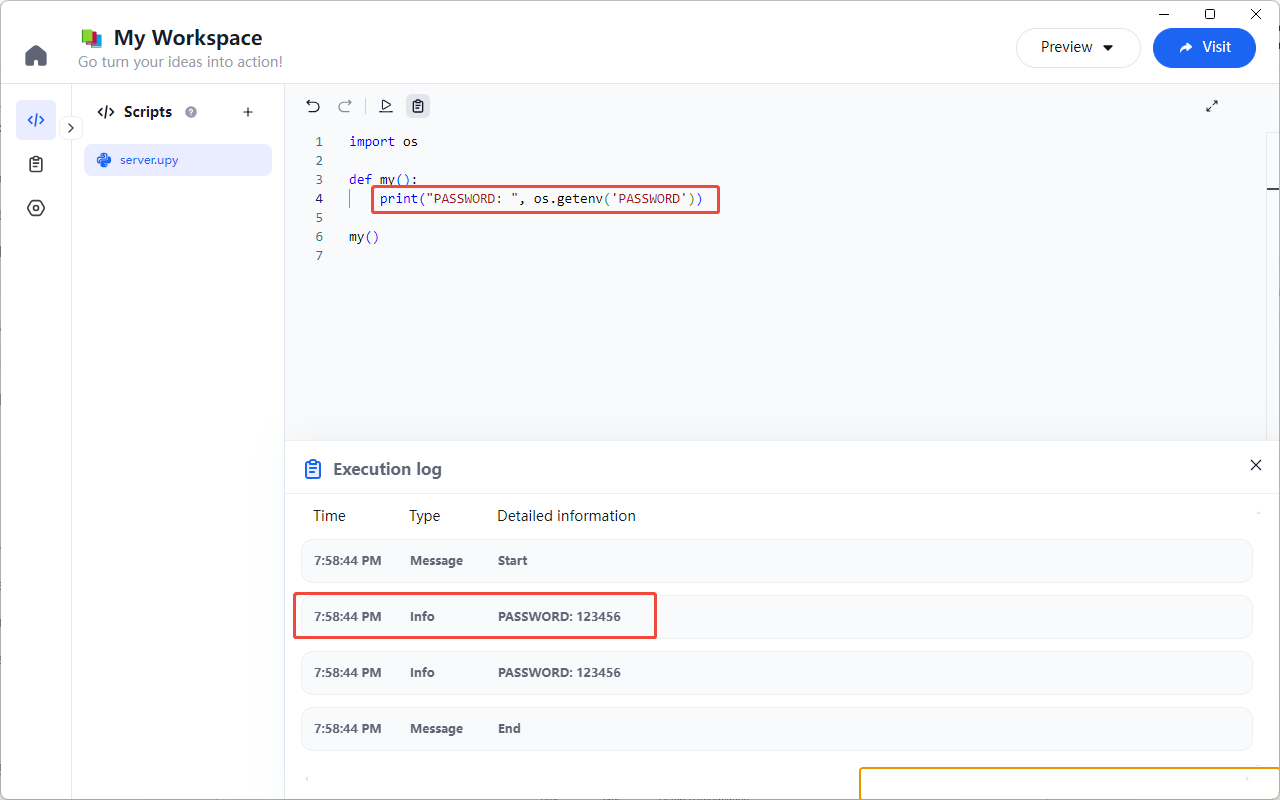 My Workspace
Go turn your ideas into action!
Preview
Visit
</> Scripts ? +
server.upy
1 import os
2
3 def my():
4 print("PASSWORD: ", os.getenv('PASSWORD'))
5
6 my()
7
Execution log
Time Type Detailed information
7:58:44 PM Message Start
7:58:44 PM Info PASSWORD: 123456
7:58:44 PM Info PASSWORD: 123456
7:58:44 PM Message End